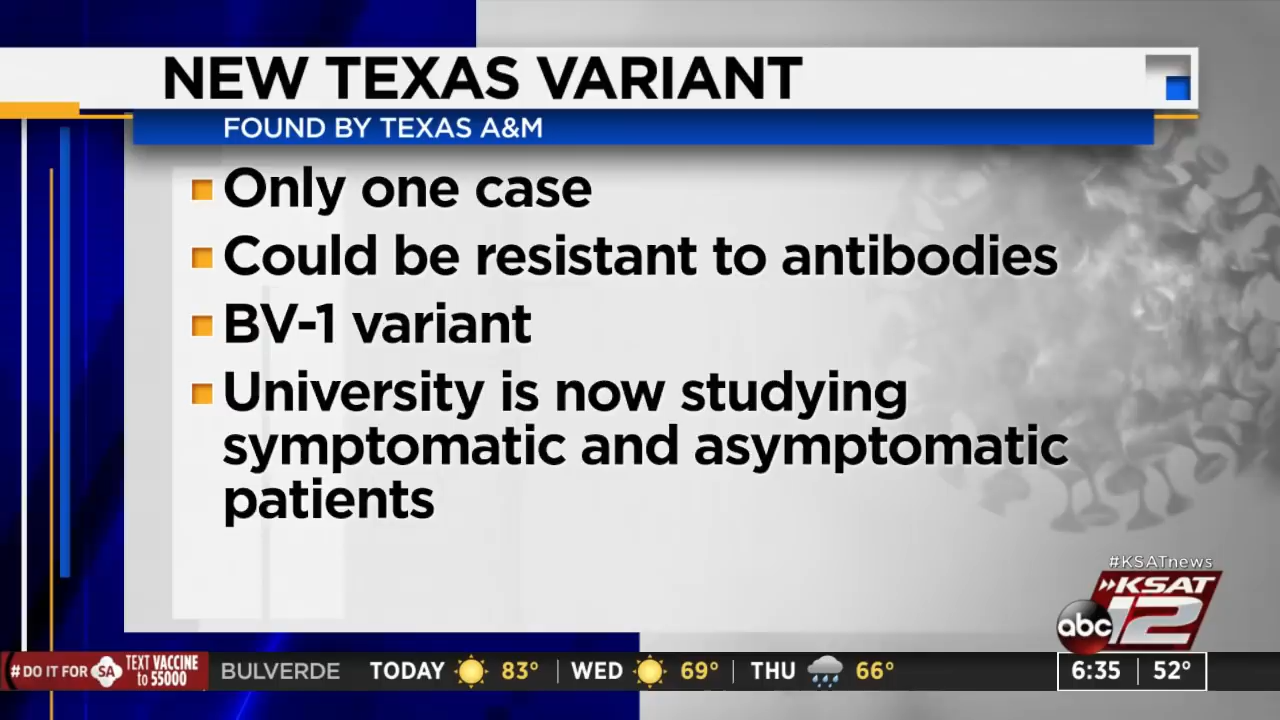 NEW TEXAS VARIANT
FOUND BY TEXAS A&M
Only one case
Could be resistant to antibodies
BV-1 variant
University is now studying
symptomatic and asymptomatic
patients
#KSATnews
KSAT
abc 12
#DO IT FOR SA TEXT VACCINE
to 55000
BULVERDE TODAY 83° WED 69° THU 66° 6:35 52°